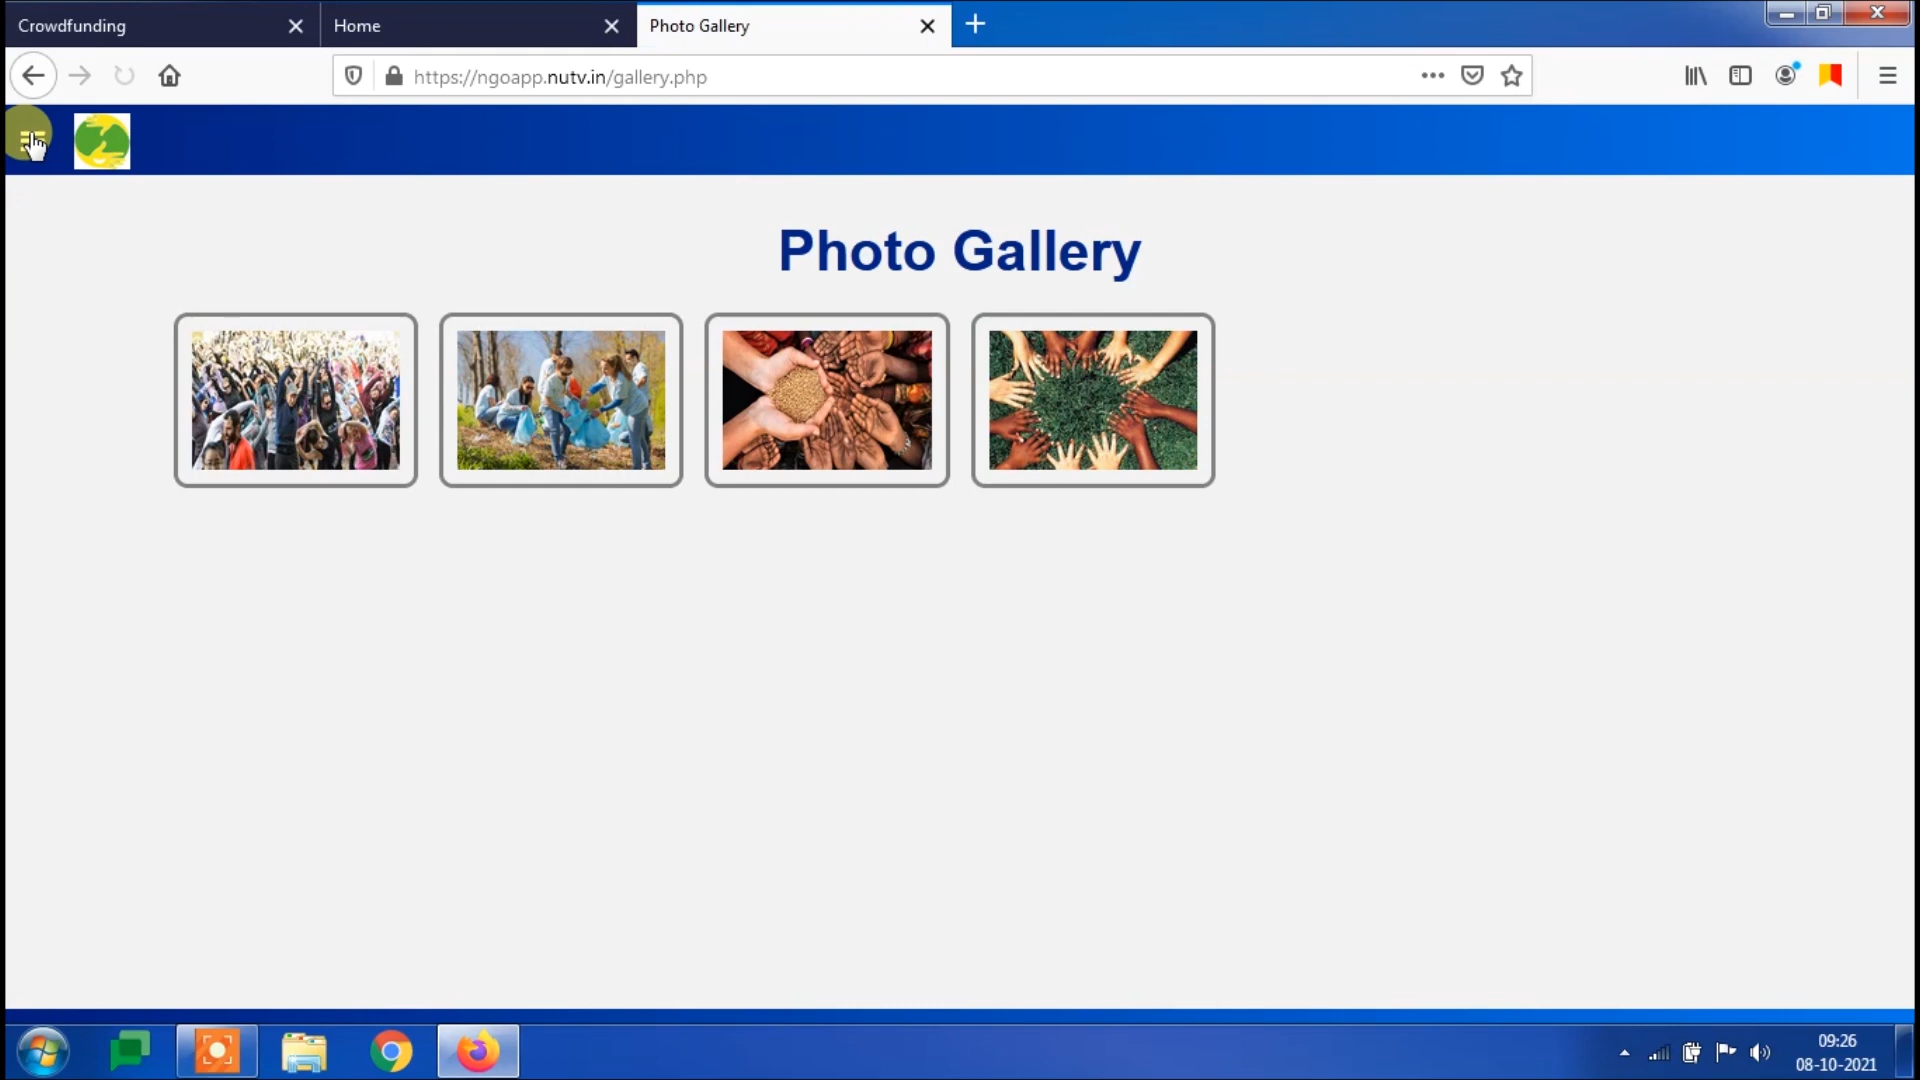 Crowdfunding
Home
Photo Gallery
https://ngoapp.nutv.in/gallery.php
Photo Gallery
09:26
08-10-2021